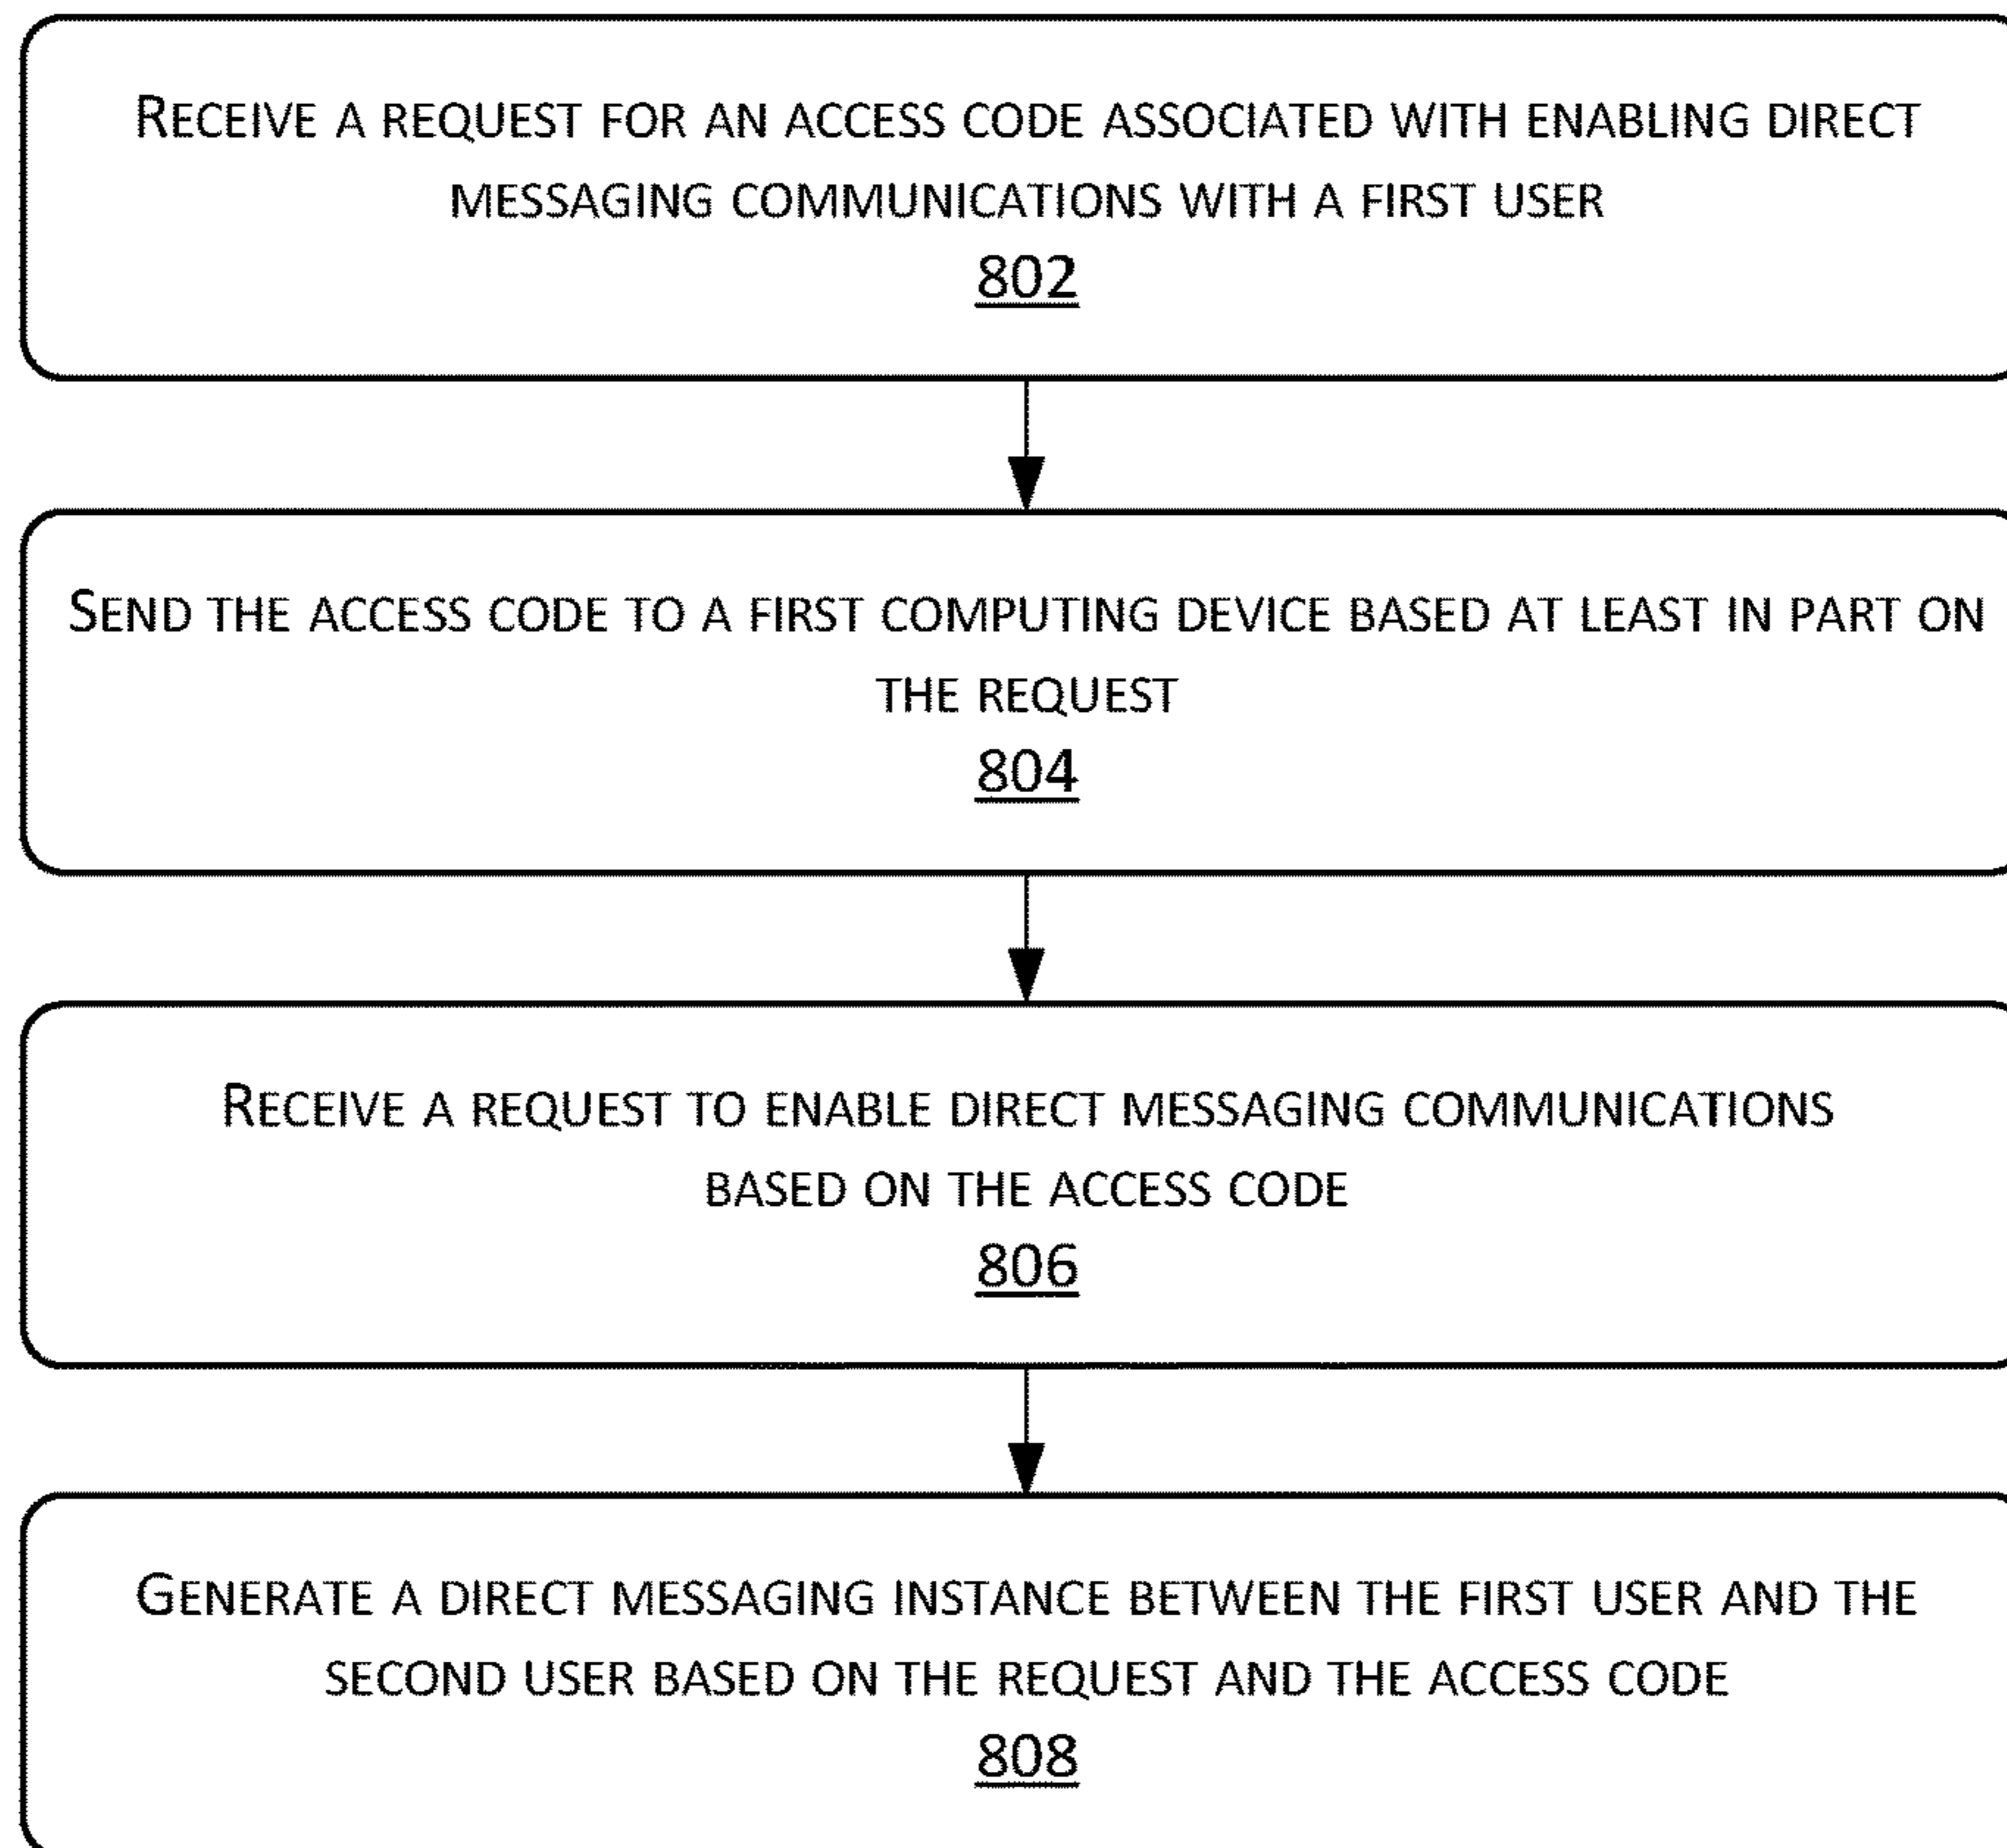 RECEIVE A REQUEST FOR AN ACCESS CODE ASSOCIATED WITH ENABLING DIRECT
MESSAGING COMMUNICATIONS WITH A FIRST USER
802
SEND THE ACCESS CODE TO A FIRST COMPUTING DEVICE BASED AT LEAST IN PART ON
THE REQUEST
804
RECEIVE A REQUEST TO ENABLE DIRECT MESSAGING COMMUNICATIONS
BASED ON THE ACCESS CODE
806
GENERATE A DIRECT MESSAGING INSTANCE BETWEEN THE FIRST USER AND THE
SECOND USER BASED ON THE REQUEST AND THE ACCESS CODE
808